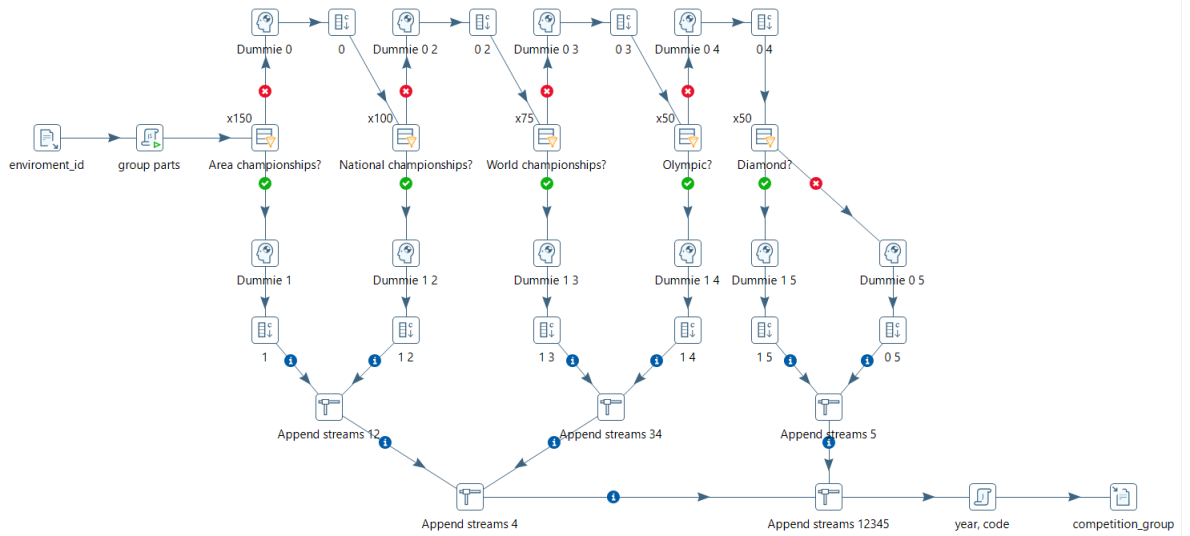 Dummie 0
0
Dummie 0 2
0 2
Dummie 0 3
0 3
Dummie 0 4
0 4
x150
x100
x75
x50
x50
enviroment_id
group parts
Area championships?
National championships?
World championships?
Olympic?
Diamond?
Dummie 1
Dummie 1 2
Dummie 1 3
Dummie 1 4
Dummie 1 5
Dummie 0 5
1
1 2
1 3
1 4
1 5
0 5
Append streams 12
Append streams 34
Append streams 5
Append streams 4
Append streams 12345
year, code
competition_group